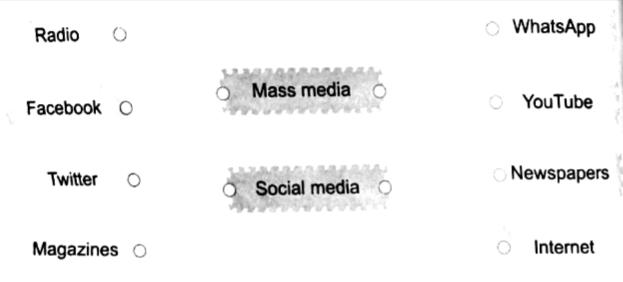 Radio
WhatsApp
Mass media
Facebook
YouTube
Twitter
Social media
Newspapers
Magazines
Internet